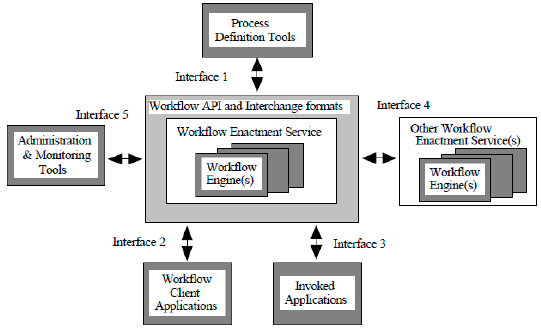 Process
Definition Tools
Interface 1
Workflow API and Interchange formats
Interface 5
Interface 4
Workflow Enactment Service
Other Workflow
Enactment Service(s)
Administration
& Monitoring
Tools
Workflow
Engine(s)
Workflow
Engine(s)
Interface 2
Interface 3
Workflow
Client
Applications
Invoked
Applications